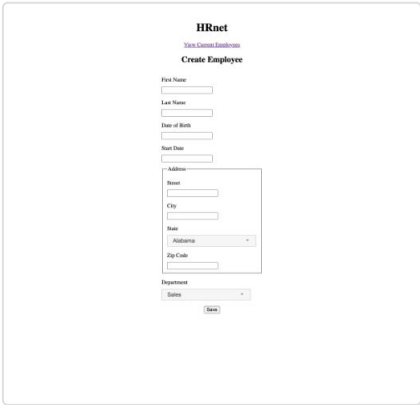 HRnet
View Current Employees
Create Employee
First Name
Last Name
Date of Birth
Start Date
Address
Street
City
State
Alabama
Zip Code
Department
Sales
Save